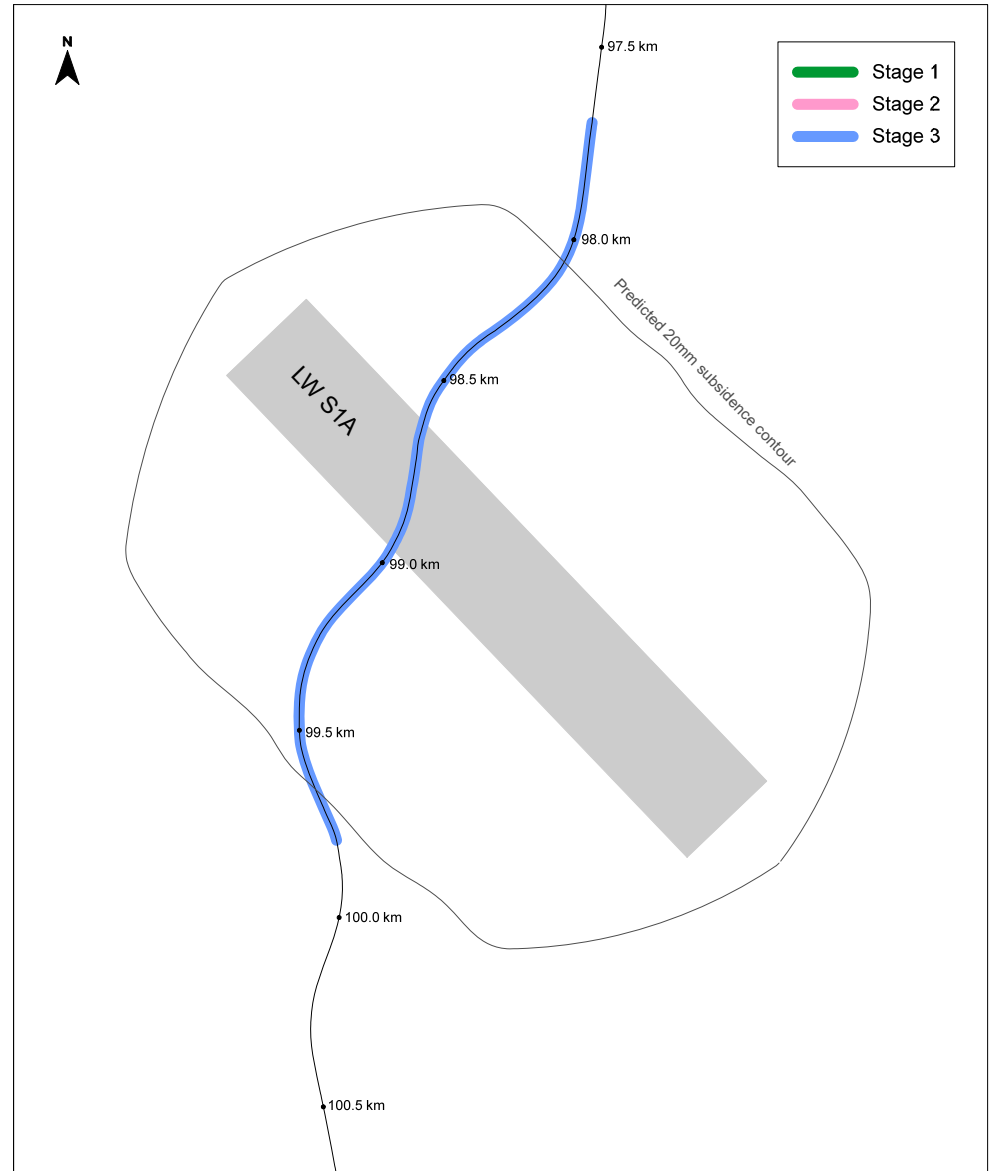 N
97.5 km
Stage 1
Stage 2
Stage 3
98.0 km
Predicted 20mm subsidence contour
98.5 km
LW S1A
99.0 km
99.5 km
100.0 km
100.5 km